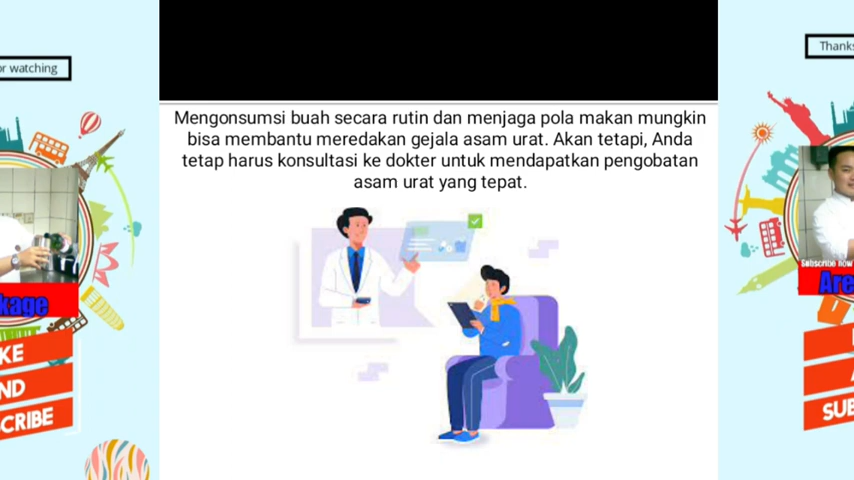 or watching
Thanks
Mengonsumsi buah secara rutin dan menjaga pola makan mungkin
bisa membantu meredakan gejala asam urat. Akan tetapi, Anda
tetap harus konsultasi ke dokter untuk mendapatkan pengobatan
asam urat yang tepat.
Subscribe now
kage
Are
KE
ND
CRIBE
SUB